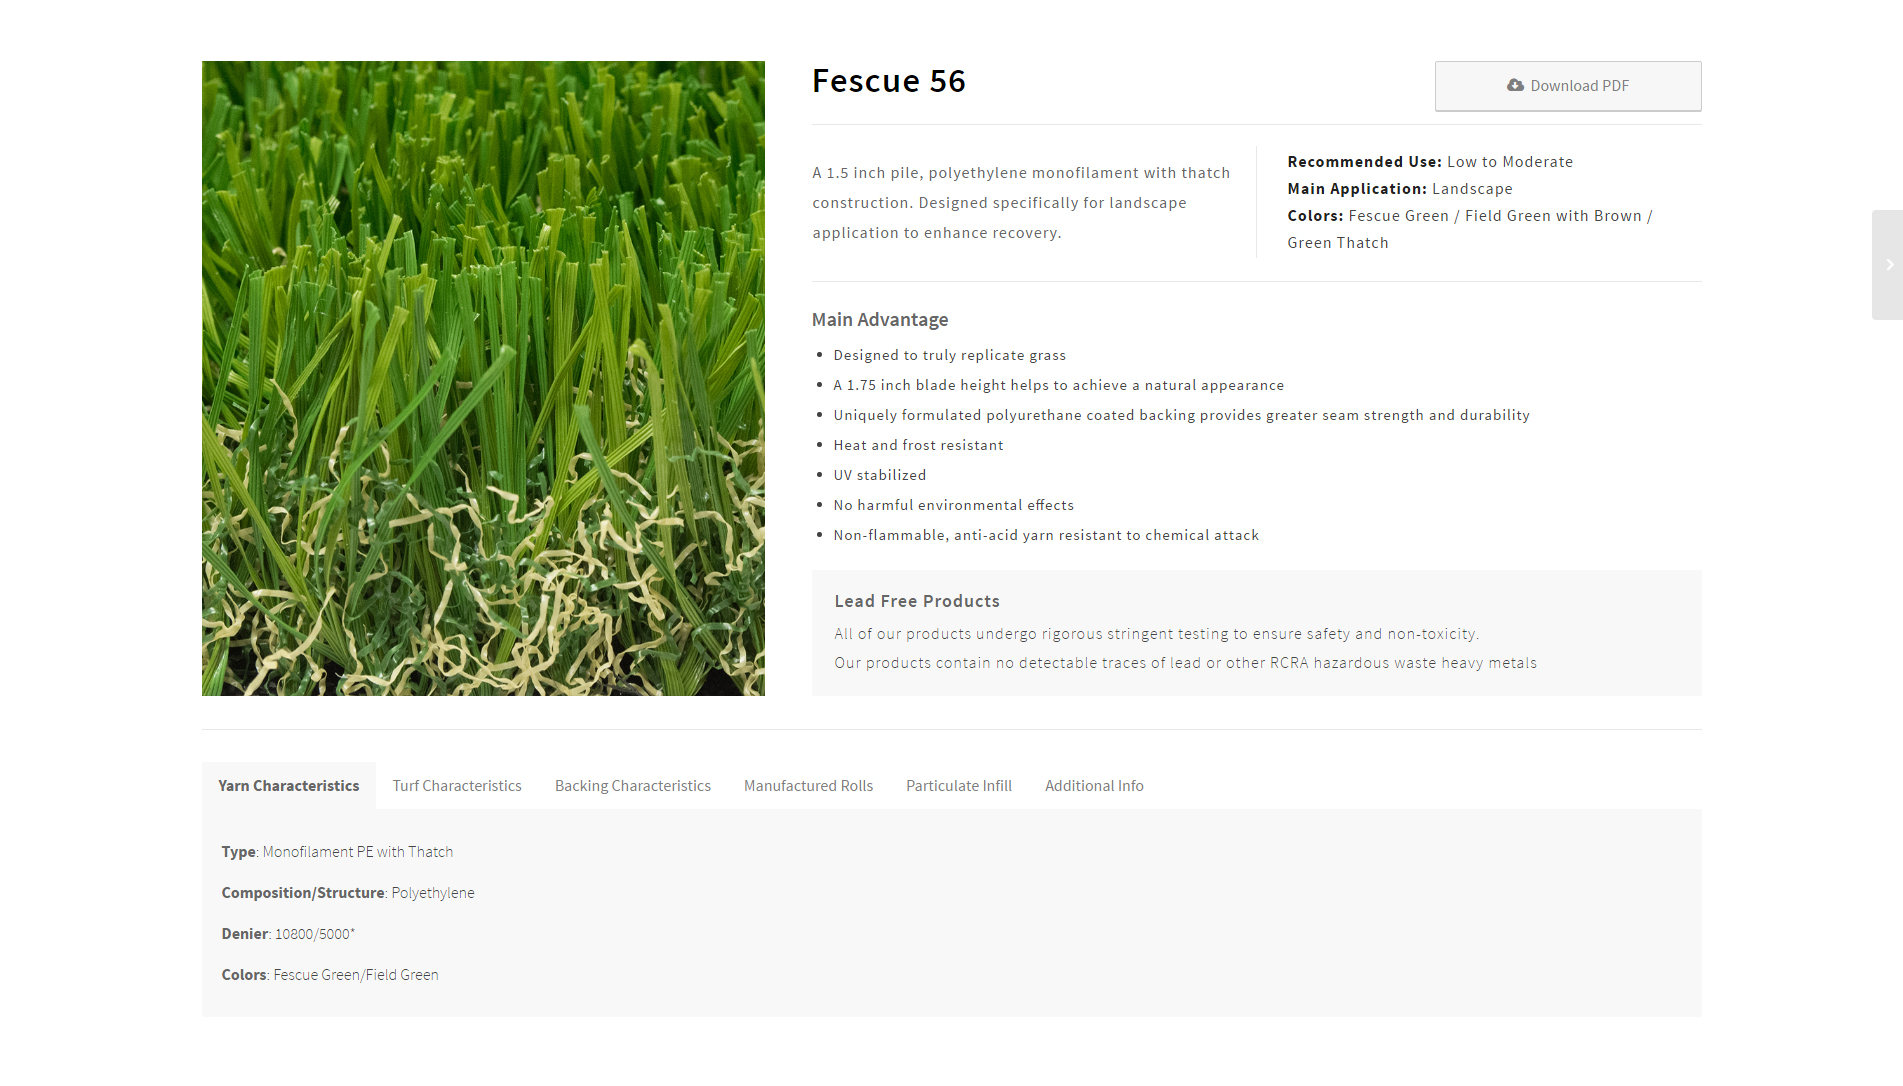 Fescue 56
Download PDF
A 1.5 inch pile, polyethylene monofilament with thatch
construction. Designed specifically for landscape
application to enhance recovery.
Recommended Use: Low to Moderate
Main Application: Landscape
Colors: Fescue Green / Field Green with Brown /
Green Thatch
Main Advantage
Designed to truly replicate grass
A 1.75 inch blade height helps to achieve a natural appearance
Uniquely formulated polyurethane coated backing provides greater seam strength and durability
Heat and frost resistant
UV stabilized
No harmful environmental effects
Non-flammable, anti-acid yarn resistant to chemical attack
Lead Free Products
All of our products undergo rigorous stringent testing to ensure safety and non-toxicity.
Our products contain no detectable traces of lead or other RCRA hazardous waste heavy metals
Yarn Characteristics
Turf Characteristics
Backing Characteristics
Manufactured Rolls
Particulate Infill
Additional Info
Type: Monofilament PE with Thatch
Composition/Structure: Polyethylene
Denier: 10800/5000*
Colors: Fescue Green/Field Green